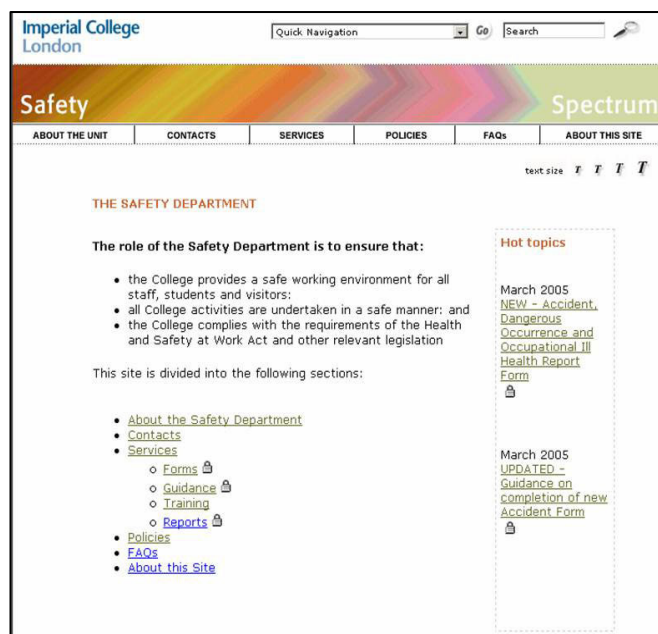 Imperial College
London
Quick Navigation
Go
Search
Safety
Spectrum
ABOUT THE UNIT
CONTACTS
SERVICES
POLICIES
FAQs
ABOUT THIS SITE
text size T T T T
THE SAFETY DEPARTMENT
The role of the Safety Department is to ensure that:
• the College provides a safe working environment for all
staff, students and visitors:
• all College activities are undertaken in a safe manner: and
• the College complies with the requirements of the Health
and Safety at Work Act and other relevant legislation
This site is divided into the following sections:
• About the Safety Department
• Contacts
• Services
o Forms
o Guidance
o Training
o Reports
• Policies
• FAQs
• About this Site
Hot topics
March 2005
NEW - Accident,
Dangerous
Occurrence and
Occupational Ill
Health Report
Form
March 2005
UPDATED -
Guidance on
completion of new
Accident Form